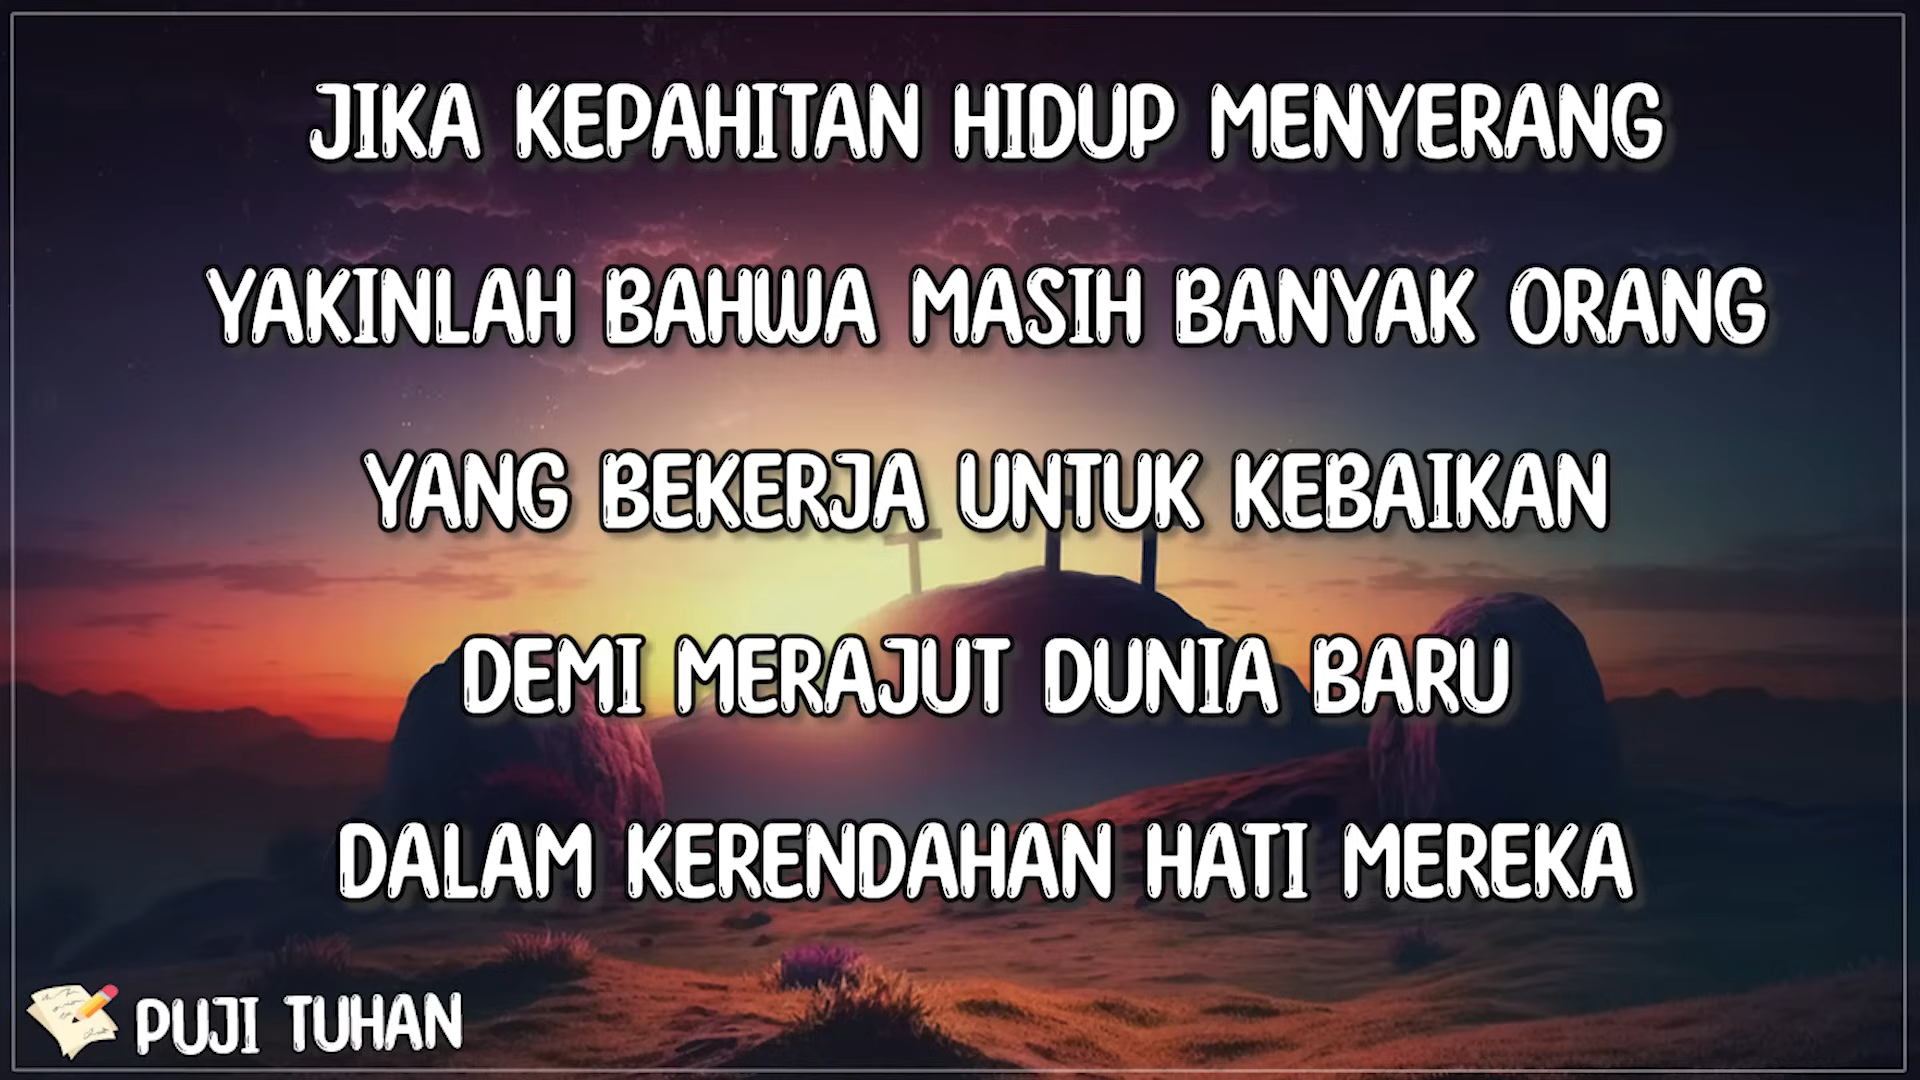 JIKA KEPAHITAN HIDUP MENYERANG
YAKINLAH BAHWA MASIH BANYAK ORANG
YANG BEKERJA UNTUK KEBAIKAN
DEMI MERAJUT DUNIA BARU
DALAM KERENDAHAN HATI MEREKA
PUJI TUHAN